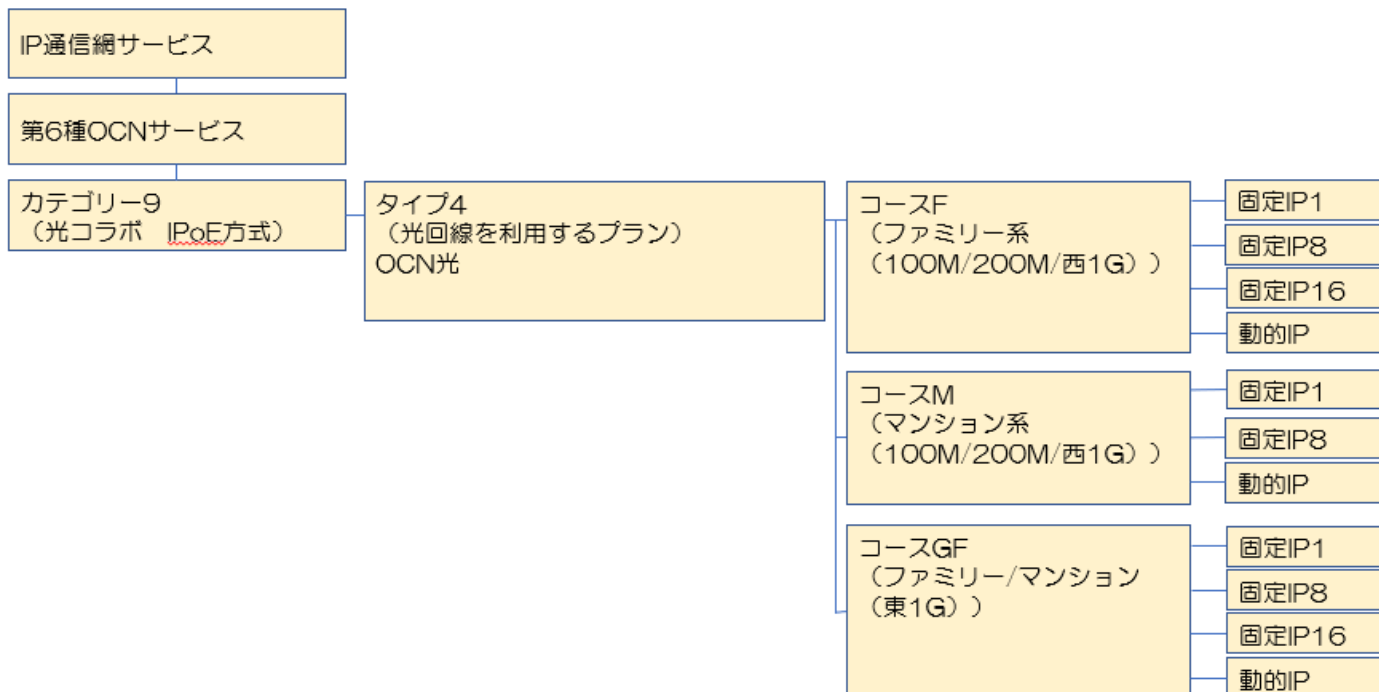 IP通信網サービス
第6種OCNサービス
カテゴリー9
（光コラボ　IPoE方式）
タイプ4
（光回線を利用するプラン）
OCN光
コースF
（ファミリー系
（100M/200M/西1G））
固定IP1
固定IP8
固定IP16
動的IP
コースM
（マンション系
（100M/200M/西1G））
固定IP1
固定IP8
動的IP
コースGF
（ファミリー/マンション
（東1G））
固定IP1
固定IP8
固定IP16
動的IP